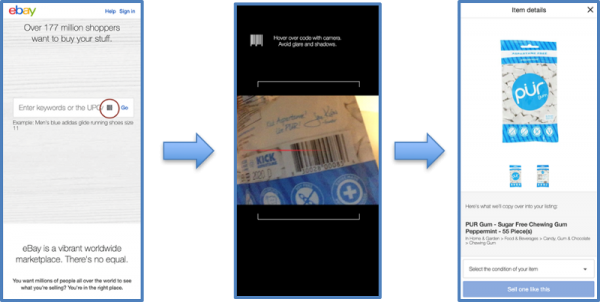 ebay
Help Sign in
Over 177 million shoppers
want to buy your stuff.
Enter keywords or the UPC
Go
Example: Men's blue adidas glide running shoes size
11
eBay is a vibrant worldwide
marketplace. There's no equal.
You want millions of people all over the world to see
what you're selling? You're in the right place.
Hover over code with camera.
Avoid glare and shadows.
KICK
Item details
pür
gum
Here's what we'll copy over into your listing:
PUR Gum - Sugar Free Chewing Gum
Peppermint - 55 Piece(s)
in Home & Garden > Food & Beverages > Candy, Gum & Chocolate
> Chewing Gum
Select the condition of your item
Sell one like this